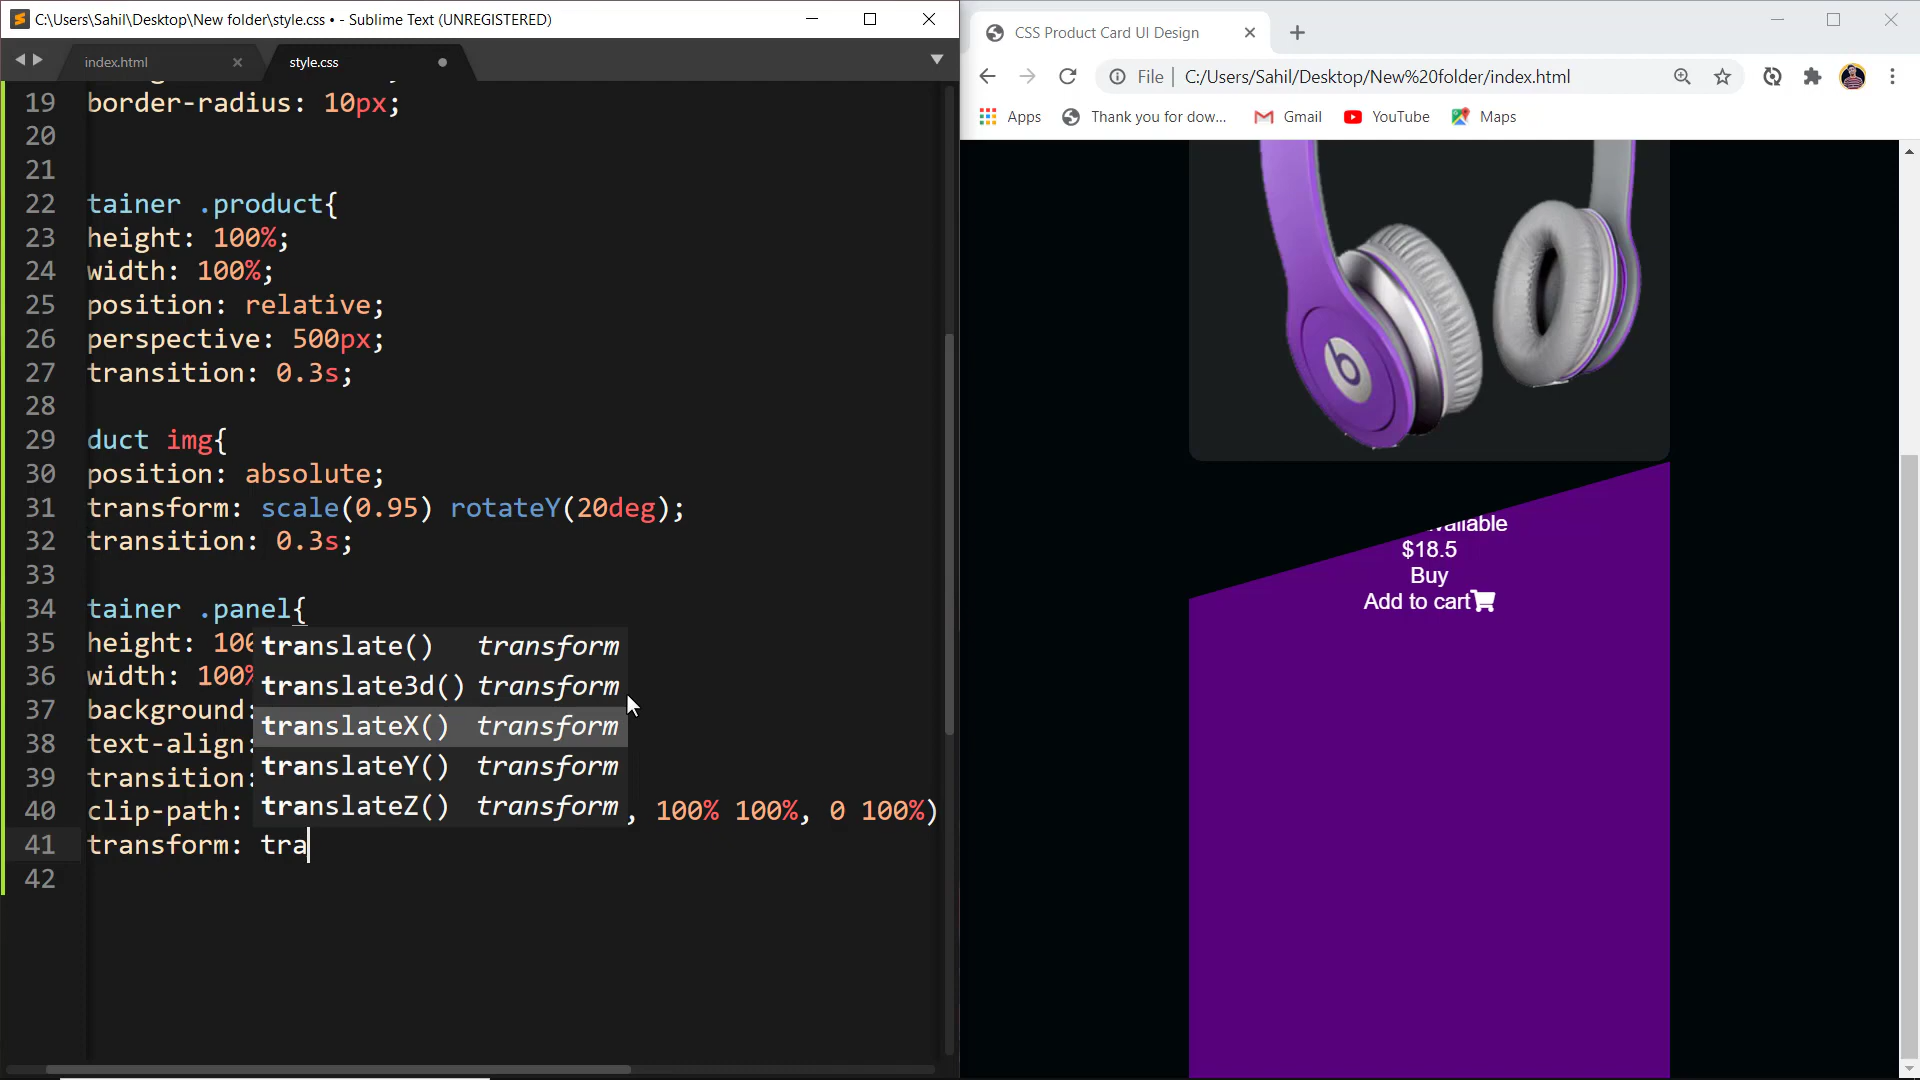 C:\Users\Sahil\Desktop\New folder\style.css • - Sublime Text (UNREGISTERED)
index.html
style.css
19 border-radius: 10px;
20
21
22 tainer .product{
23 height: 100%;
24 width: 100%;
25 position: relative;
26 perspective: 500px;
27 transition: 0.3s;
28
29 duct img{
30 position: absolute;
31 transform: scale(0.95) rotateY(20deg);
32 transition: 0.3s;
33
34 tainer .panel{
35 height: 100
36 width: 100%
37 background:
38 text-align:
39 transition:
40 clip-path: , 100% 100%, 0 100%)
41 transform: tra
42
translate() transform
translate3d() transform
translateX() transform
translateY() transform
translateZ() transform
CSS Product Card UI Design
File | C:/Users/Sahil/Desktop/New%20folder/index.html
Apps
Thank you for dow...
Gmail
YouTube
Maps
b
$18.5
Buy
Add to cart